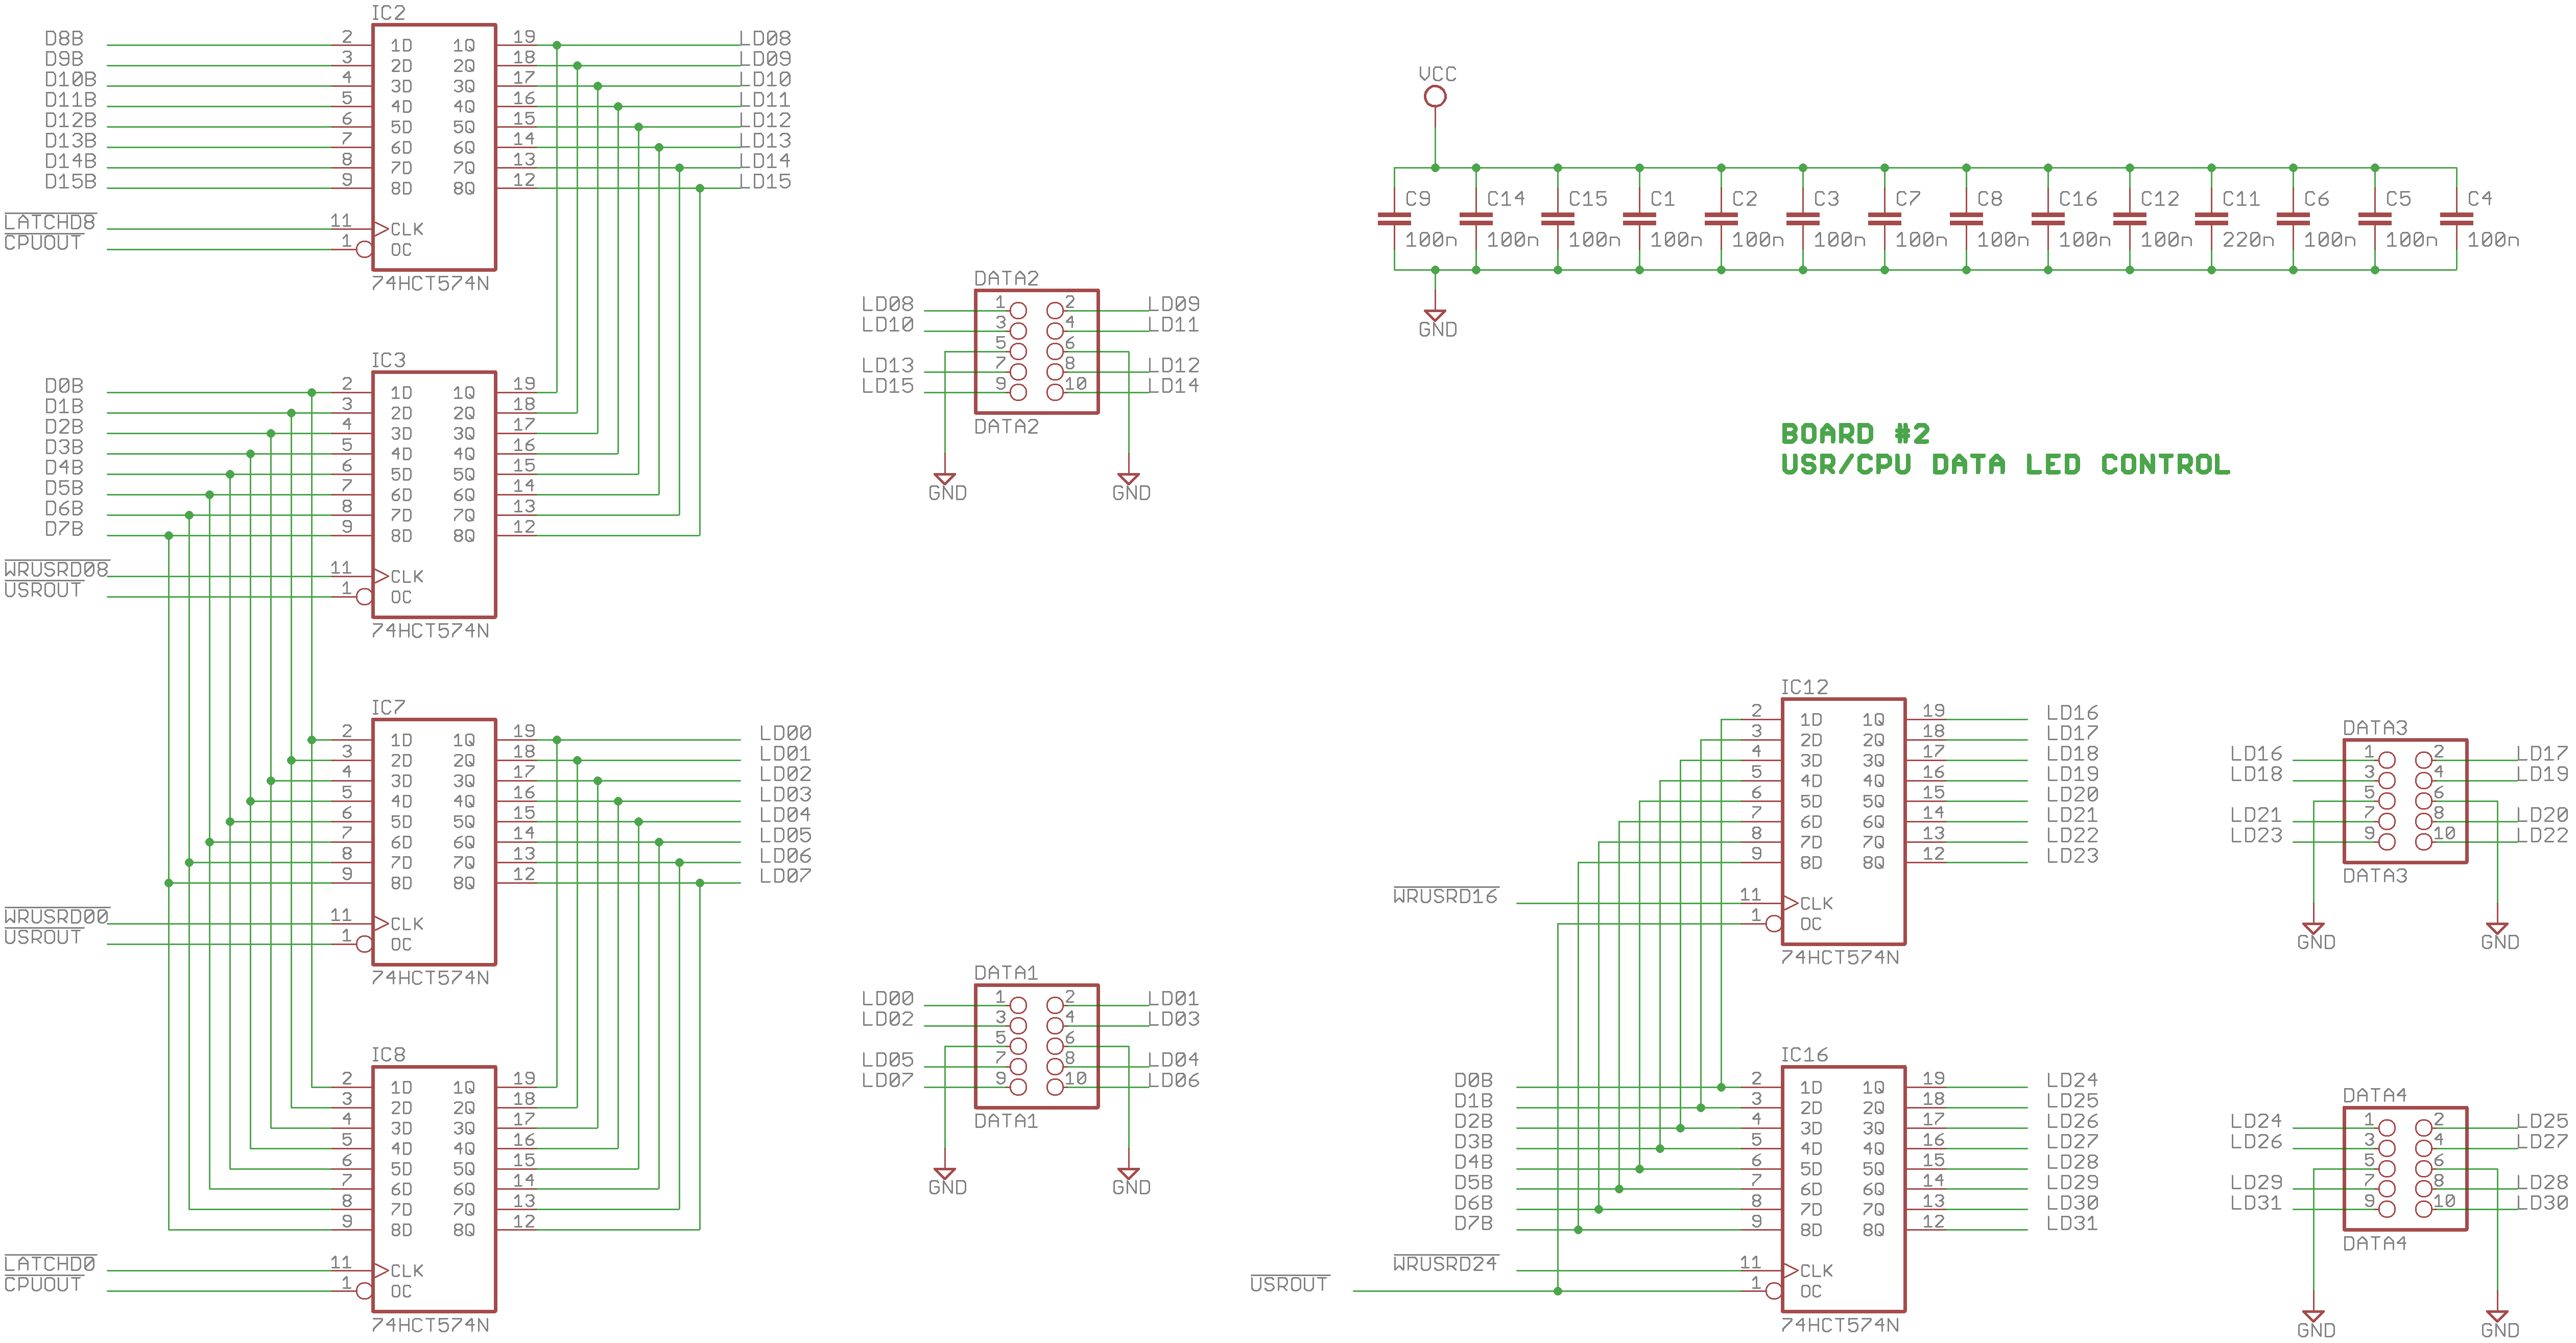 IC2
D8B 2 1D 1Q 19 LD08
D9B 3 2D 2Q 18 LD09
D10B 4 3D 3Q 17 LD10
D11B 5 4D 4Q 16 LD11
D12B 6 5D 5Q 15 LD12
D13B 7 6D 6Q 14 LD13
D14B 8 7D 7Q 13 LD14
D15B 9 8D 8Q 12 LD15
LATCHD8 11 CLK
CPUOUT 1 OC
74HCT574N
IC3
D0B 2 1D 1Q 19
D1B 3 2D 2Q 18
D2B 4 3D 3Q 17
D3B 5 4D 4Q 16
D4B 6 5D 5Q 15
D5B 7 6D 6Q 14
D6B 8 7D 7Q 13
D7B 9 8D 8Q 12
WRUSRD08 11 CLK
USROUT 1 OC
74HCT574N
IC7
2 1D 1Q 19 LD00
3 2D 2Q 18 LD01
4 3D 3Q 17 LD02
5 4D 4Q 16 LD03
6 5D 5Q 15 LD04
7 6D 6Q 14 LD05
8 7D 7Q 13 LD06
9 8D 8Q 12 LD07
WRUSRD00 11 CLK
USROUT 1 OC
74HCT574N
IC8
2 1D 1Q 19
3 2D 2Q 18
4 3D 3Q 17
5 4D 4Q 16
6 5D 5Q 15
7 6D 6Q 14
8 7D 7Q 13
9 8D 8Q 12
LATCHD0 11 CLK
CPUOUT 1 OC
74HCT574N
DATA2
LD08 1 2 LD09
LD10 3 4 LD11
5 6
LD13 7 8 LD12
LD15 9 10 LD14
DATA2
GND GND
DATA1
LD00 1 2 LD01
LD02 3 4 LD03
5 6
LD05 7 8 LD04
LD07 9 10 LD06
DATA1
GND GND
VCC
C9 C14 C15 C1 C2 C3 C7 C8 C16 C12 C11 C6 C5 C4
100n 100n 100n 100n 100n 100n 100n 100n 100n 100n 220n 100n 100n 100n
GND
BOARD #2
USR/CPU DATA LED CONTROL
IC12
2 1D 1Q 19 LD16
3 2D 2Q 18 LD17
4 3D 3Q 17 LD18
5 4D 4Q 16 LD19
6 5D 5Q 15 LD20
7 6D 6Q 14 LD21
8 7D 7Q 13 LD22
9 8D 8Q 12 LD23
WRUSRD16 11 CLK
1 OC
74HCT574N
IC16
D0B 2 1D 1Q 19 LD24
D1B 3 2D 2Q 18 LD25
D2B 4 3D 3Q 17 LD26
D3B 5 4D 4Q 16 LD27
D4B 6 5D 5Q 15 LD28
D5B 7 6D 6Q 14 LD29
D6B 8 7D 7Q 13 LD30
D7B 9 8D 8Q 12 LD31
WRUSRD24 11 CLK
USROUT 1 OC
74HCT574N
DATA3
LD16 1 2 LD17
LD18 3 4 LD19
5 6
LD21 7 8 LD20
LD23 9 10 LD22
DATA3
GND GND
DATA4
LD24 1 2 LD25
LD26 3 4 LD27
5 6
LD29 7 8 LD28
LD31 9 10 LD30
DATA4
GND GND